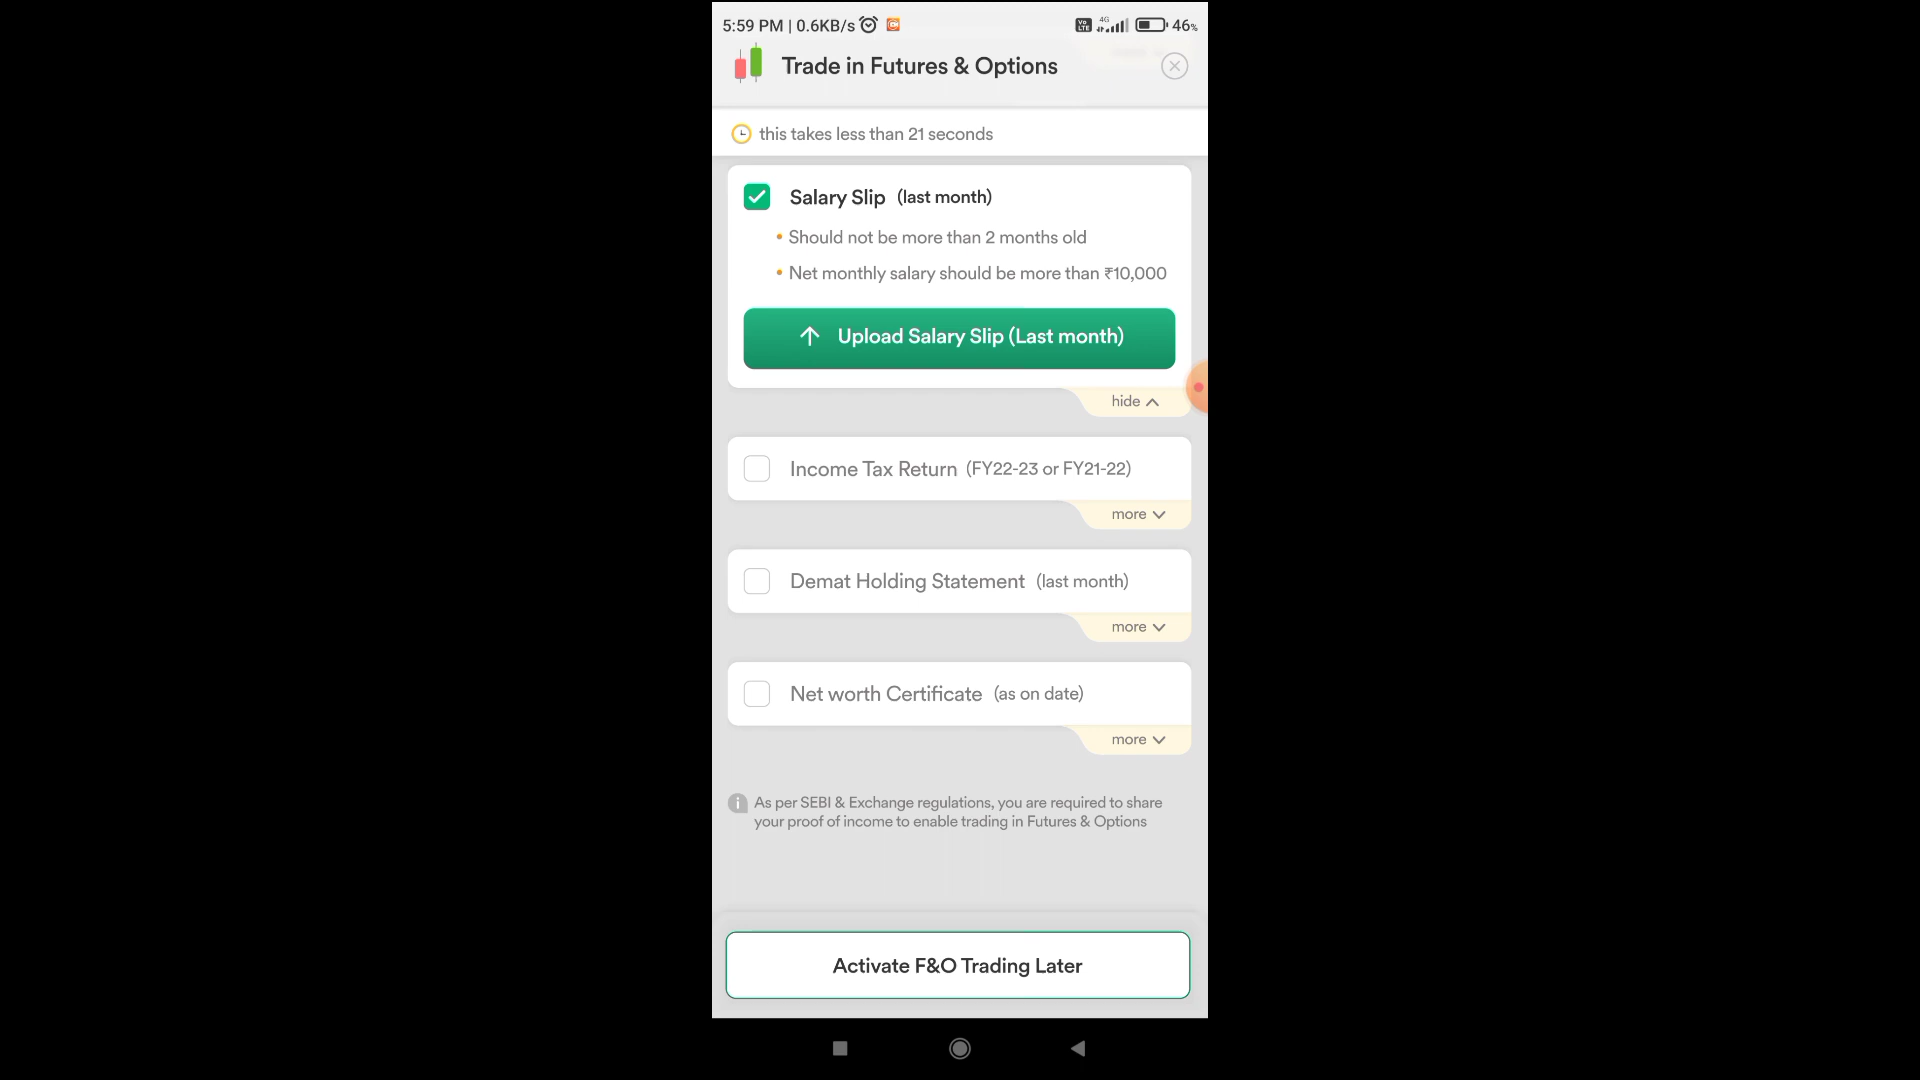 5:59 PM | 0.6KB/s
Vo LTE 4G 46%
Trade in Futures & Options
this takes less than 21 seconds
Salary Slip (last month)
• Should not be more than 2 months old
• Net monthly salary should be more than ₹10,000
Upload Salary Slip (Last month)
hide
Income Tax Return (FY22-23 or FY21-22)
more
Demat Holding Statement (last month)
more
Net worth Certificate (as on date)
more
As per SEBI & Exchange regulations, you are required to share
your proof of income to enable trading in Futures & Options
Activate F&O Trading Later